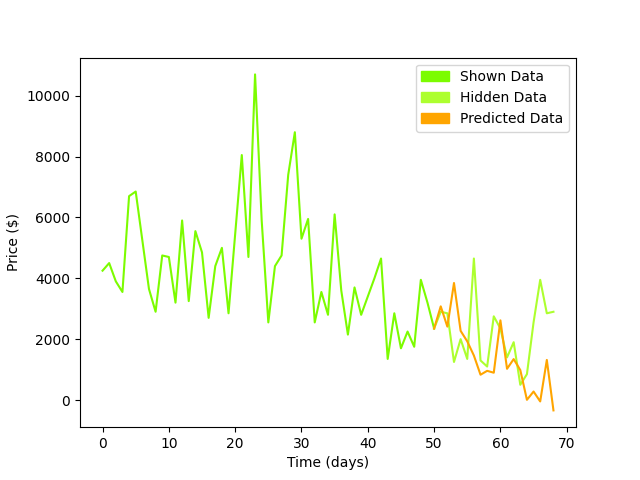 Shown Data
Hidden Data
Predicted Data
Price ($)
10000
8000
6000
4000
2000
0
0 10 20 30 40 50 60 70
Time (days)